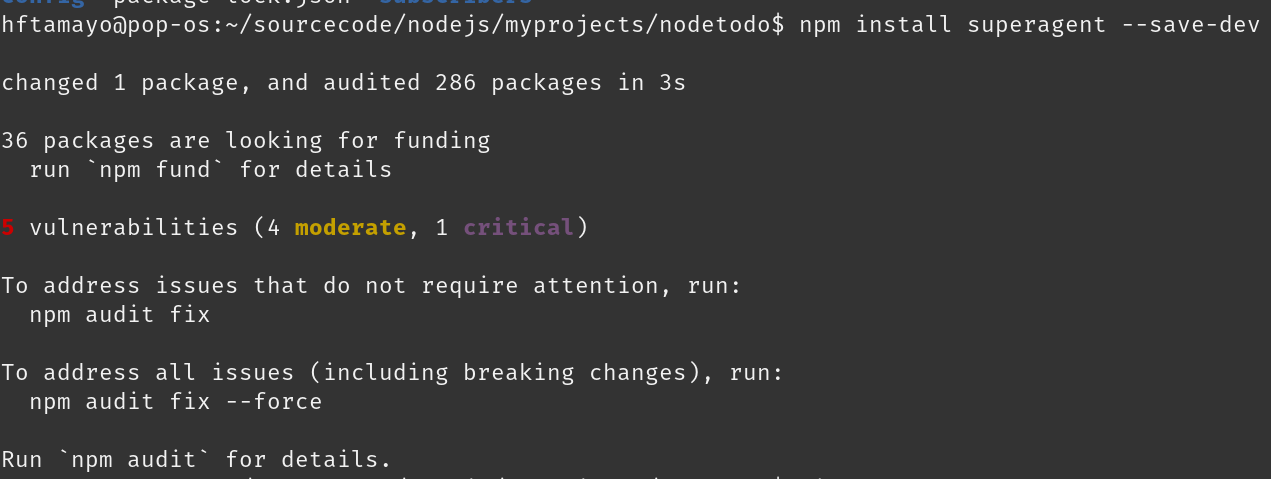 config package-lock.json subscribers
hftamayo@pop-os:~/sourcecode/nodejs/myprojects/nodetodo$ npm install superagent --save-dev
changed 1 package, and audited 286 packages in 3s
36 packages are looking for funding
run `npm fund` for details
5 vulnerabilities (4 moderate, 1 critical)
To address issues that do not require attention, run:
npm audit fix
To address all issues (including breaking changes), run:
npm audit fix --force
Run `npm audit` for details.